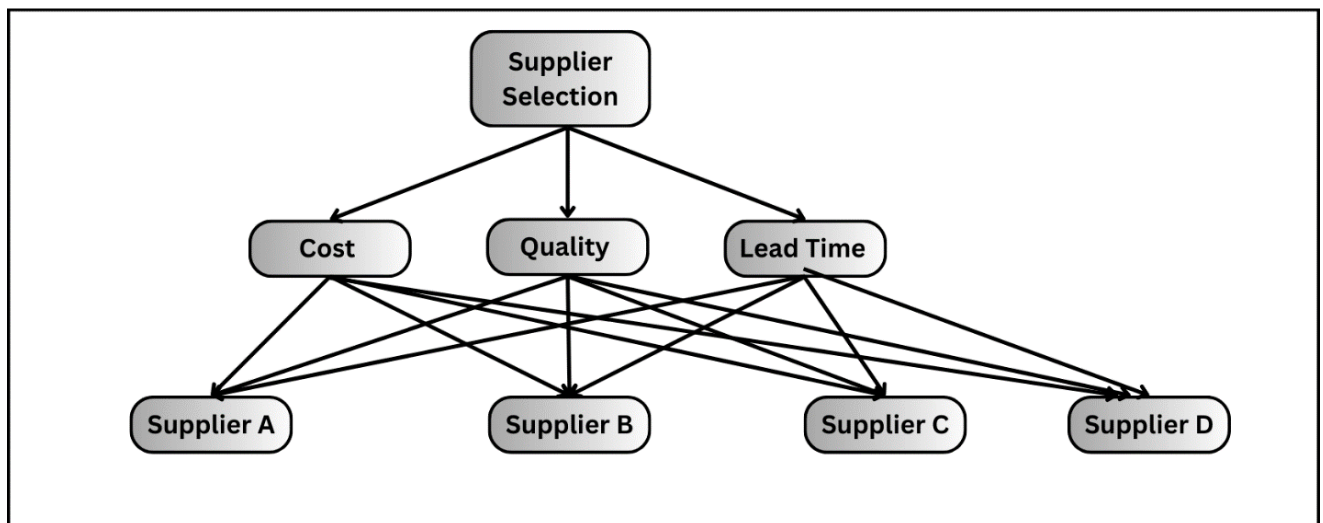 Supplier
Selection
Cost
Quality
Lead Time
Supplier A
Supplier B
Supplier C
Supplier D